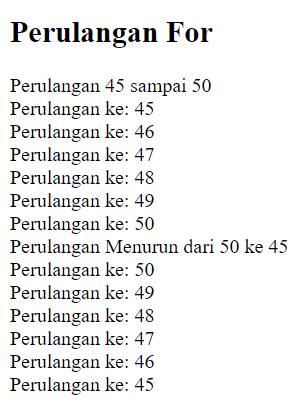 Perulangan For
Perulangan 45 sampai 50
Perulangan ke: 45
Perulangan ke: 46
Perulangan ke: 47
Perulangan ke: 48
Perulangan ke: 49
Perulangan ke: 50
Perulangan Menurun dari 50 ke 45
Perulangan ke: 50
Perulangan ke: 49
Perulangan ke: 48
Perulangan ke: 47
Perulangan ke: 46
Perulangan ke: 45